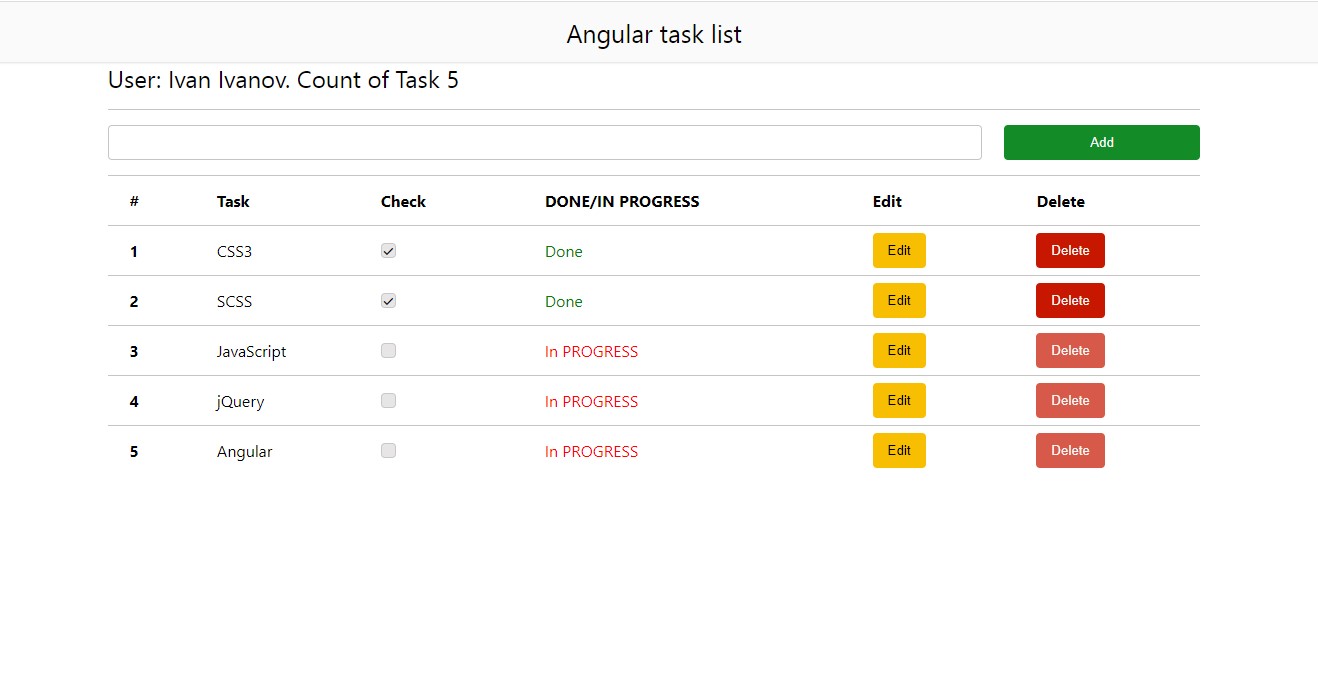 Angular task list
User: Ivan Ivanov. Count of Task 5
Add
# Task Check DONE/IN PROGRESS Edit Delete
1 CSS3 Done Edit Delete
2 SCSS Done Edit Delete
3 JavaScript In PROGRESS Edit Delete
4 jQuery In PROGRESS Edit Delete
5 Angular In PROGRESS Edit Delete